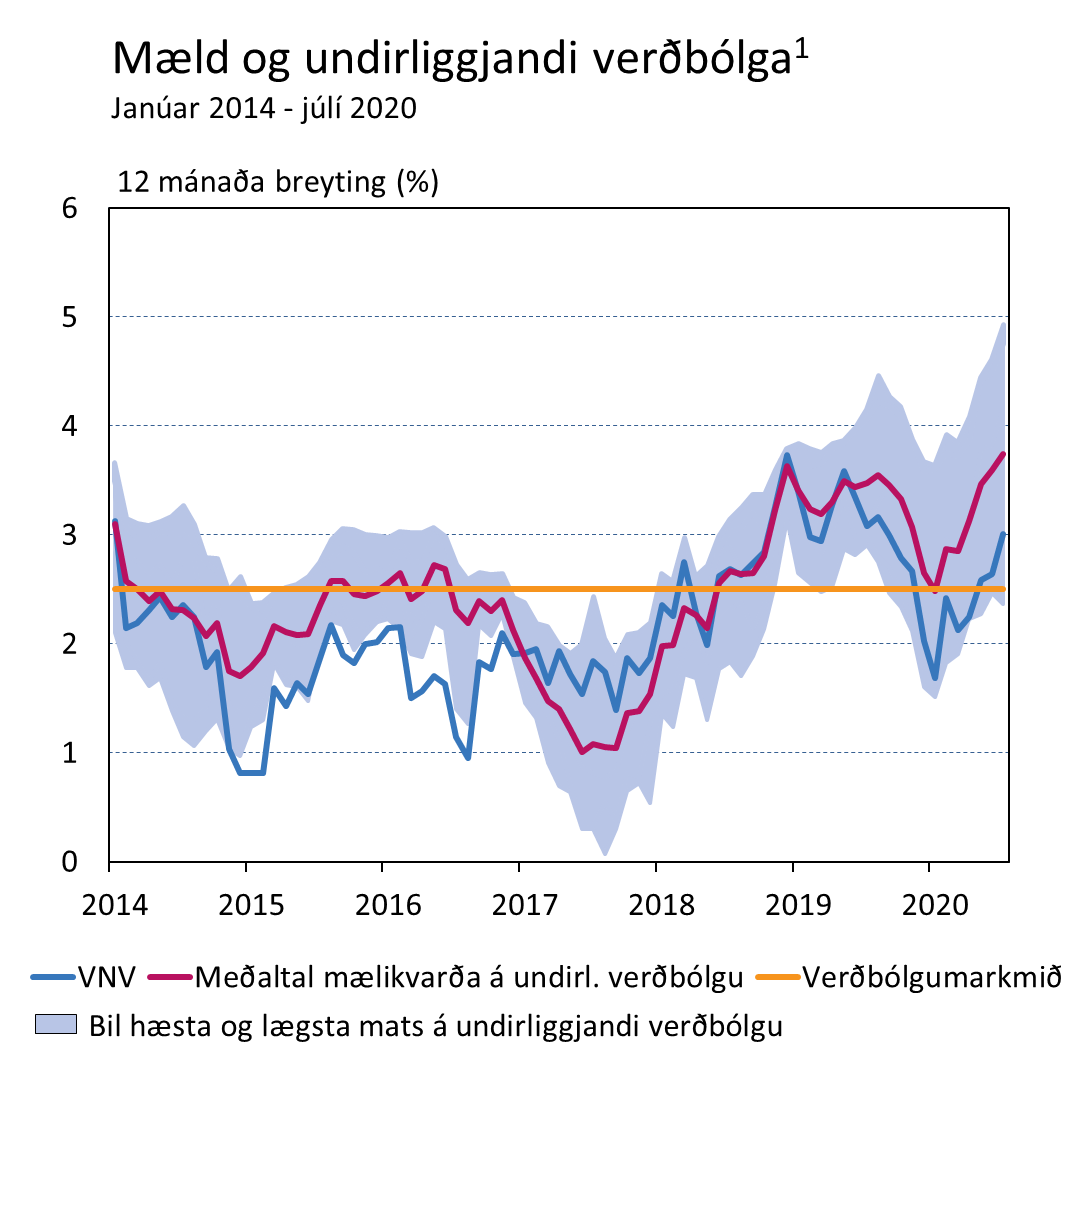 Mæld og undirliggjandi verðbólga¹
Janúar 2014 - júlí 2020
12 mánaða breyting (%)
6
5
4
3
2
1
0
2014 2015 2016 2017 2018 2019 2020
VNV Meðaltal mælikvarða á undirl. verðbólgu Verðbólgumarkmið
Bil hæsta og lægsta mats á undirliggjandi verðbólgu